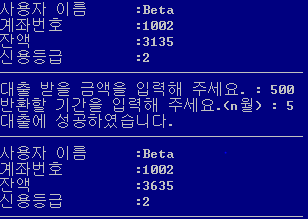 사용자 이름 :Beta
계좌번호 :1002
잔액 :3135
신용등급 :2
대출 받을 금액을 입력해 주세요. : 500
반환할 기간을 입력해 주세요.(n월) : 5
대출에 성공하였습니다.
사용자 이름 :Beta
계좌번호 :1002
잔액 :3635
신용등급 :2